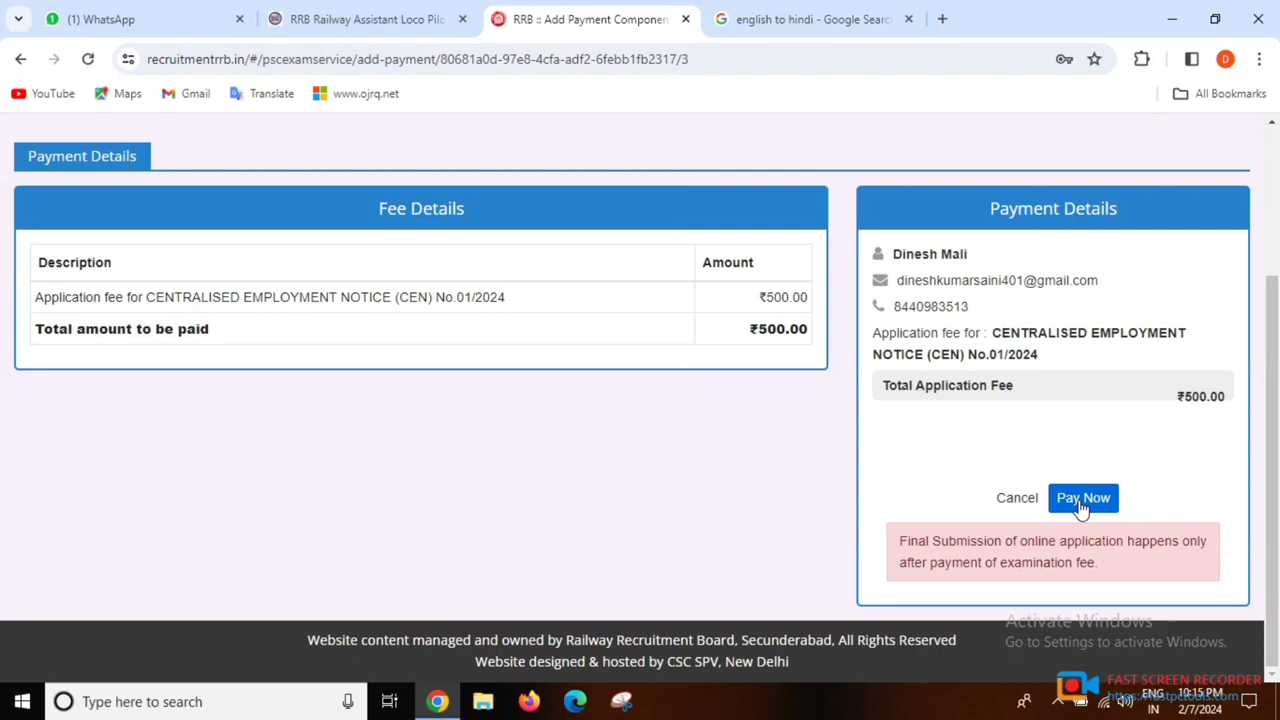 (1) WhatsApp
RRB Railway Assistant Loco Pilo
RRB :: Add Payment Componen
english to hindi - Google Searc
recruitmentrrb.in/#/pscexamservice/add-payment/80681a0d-97e8-4cfa-adf2-6febb1fb2317/3
D
YouTube
Maps
Gmail
Translate
www.ojrq.net
All Bookmarks
Payment Details
Fee Details
Description Amount
Application fee for CENTRALISED EMPLOYMENT NOTICE (CEN) No.01/2024 ₹500.00
Total amount to be paid ₹500.00
Payment Details
Dinesh Mali
dineshkumarsaini401@gmail.com
8440983513
Application fee for : CENTRALISED EMPLOYMENT
NOTICE (CEN) No.01/2024
Total Application Fee
₹500.00
Cancel Pay Now
Final Submission of online application happens only
after payment of examination fee.
Activate Windows
Go to Settings to activate Windows.
Website content managed and owned by Railway Recruitment Board, Secunderabad, All Rights Reserved
Website designed & hosted by CSC SPV, New Delhi
Type here to search
FAST SCREEN RECORDER
ENG
IN
10:15 PM
2/7/2024